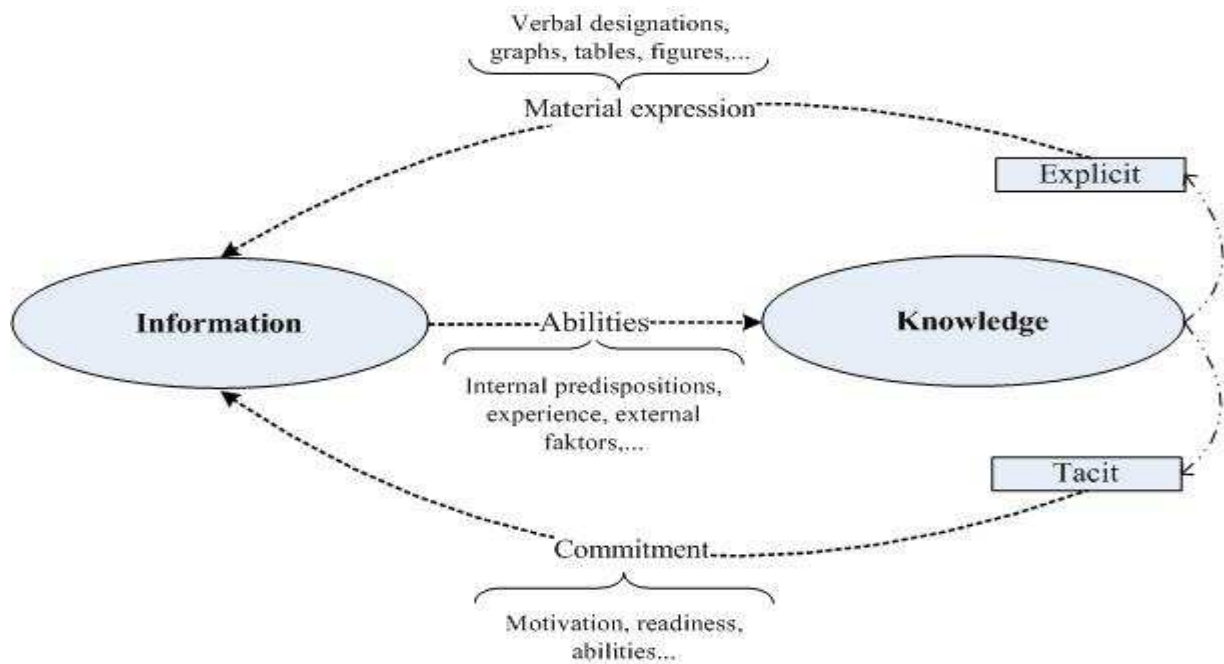 Verbal designations,
graphs, tables, figures,...
Material expression
Explicit
Information
Abilities
Knowledge
Internal predispositions,
experience, external
faktors,...
Tacit
Commitment
Motivation, readiness,
abilities...